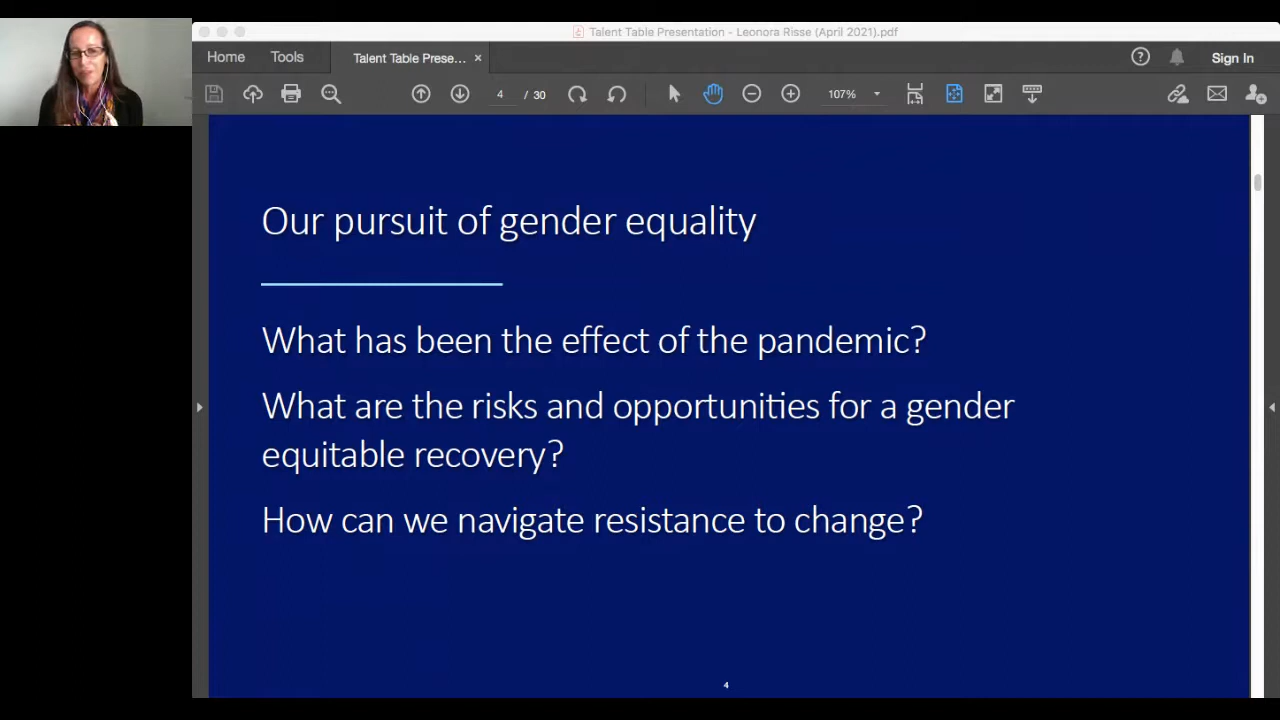 Talent Table Presentation - Leonora Risse (April 2021).pdf
Home Tools Talent Table Prese... × Sign In
4 / 30 107%
Our pursuit of gender equality
What has been the effect of the pandemic?
What are the risks and opportunities for a gender
equitable recovery?
How can we navigate resistance to change?
4